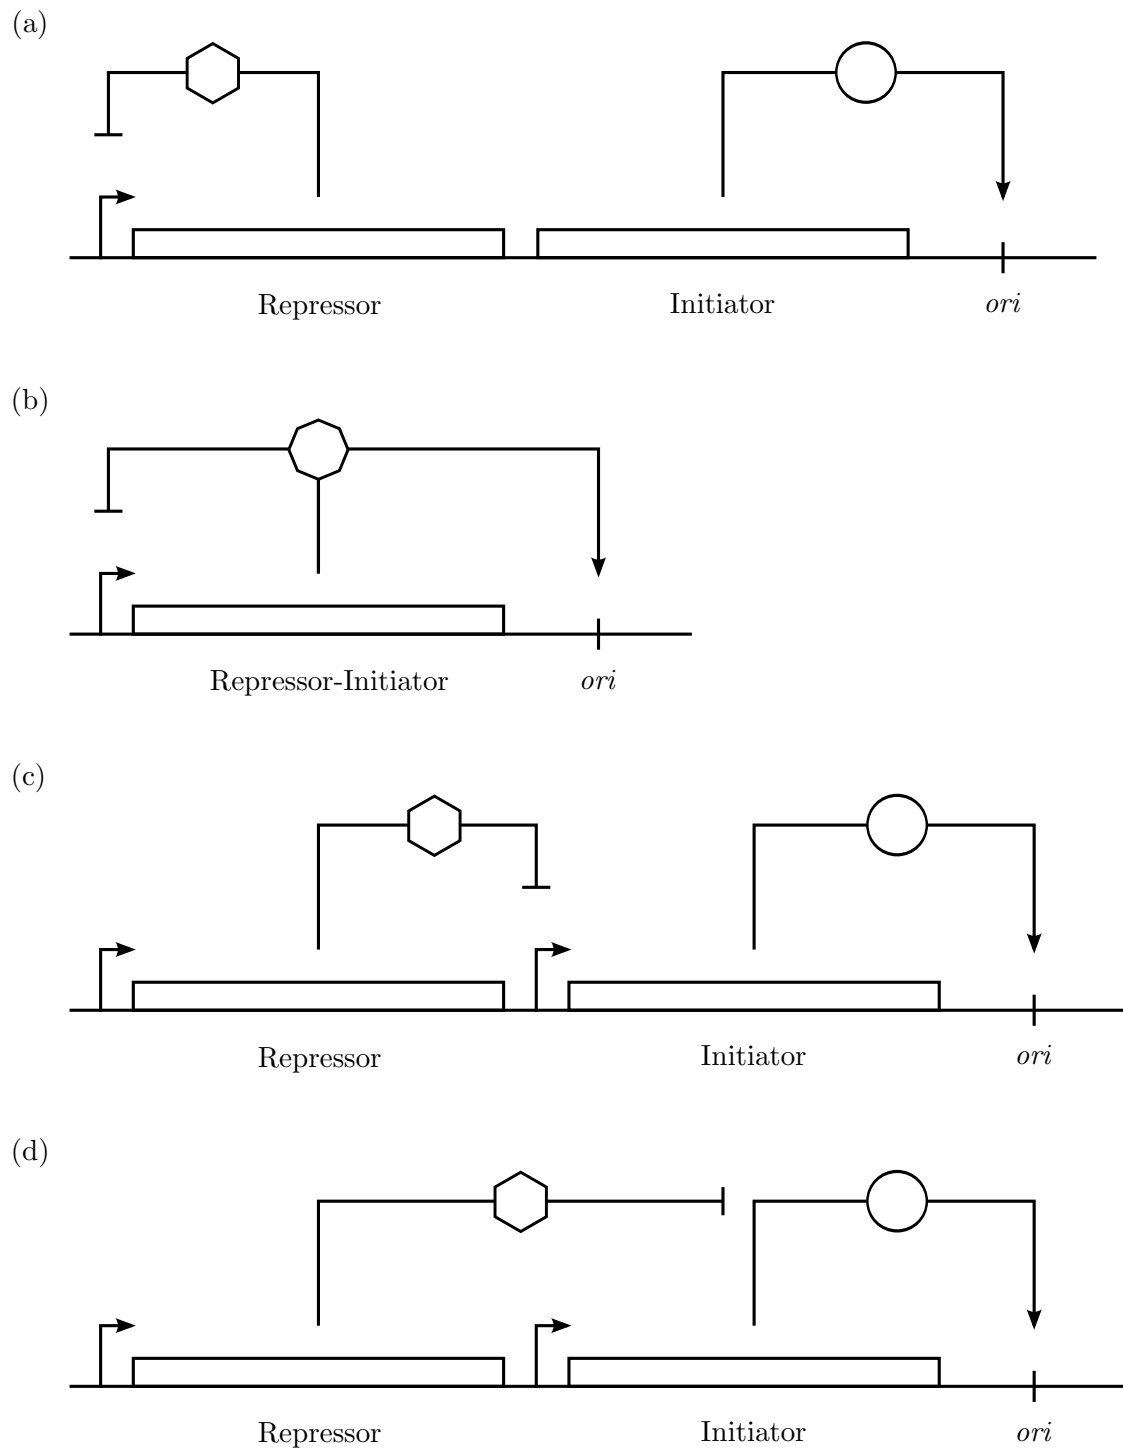 (a)
Repressor Initiator ori
(b)
Repressor-Initiator ori
(c)
Repressor Initiator ori
(d)
Repressor Initiator ori